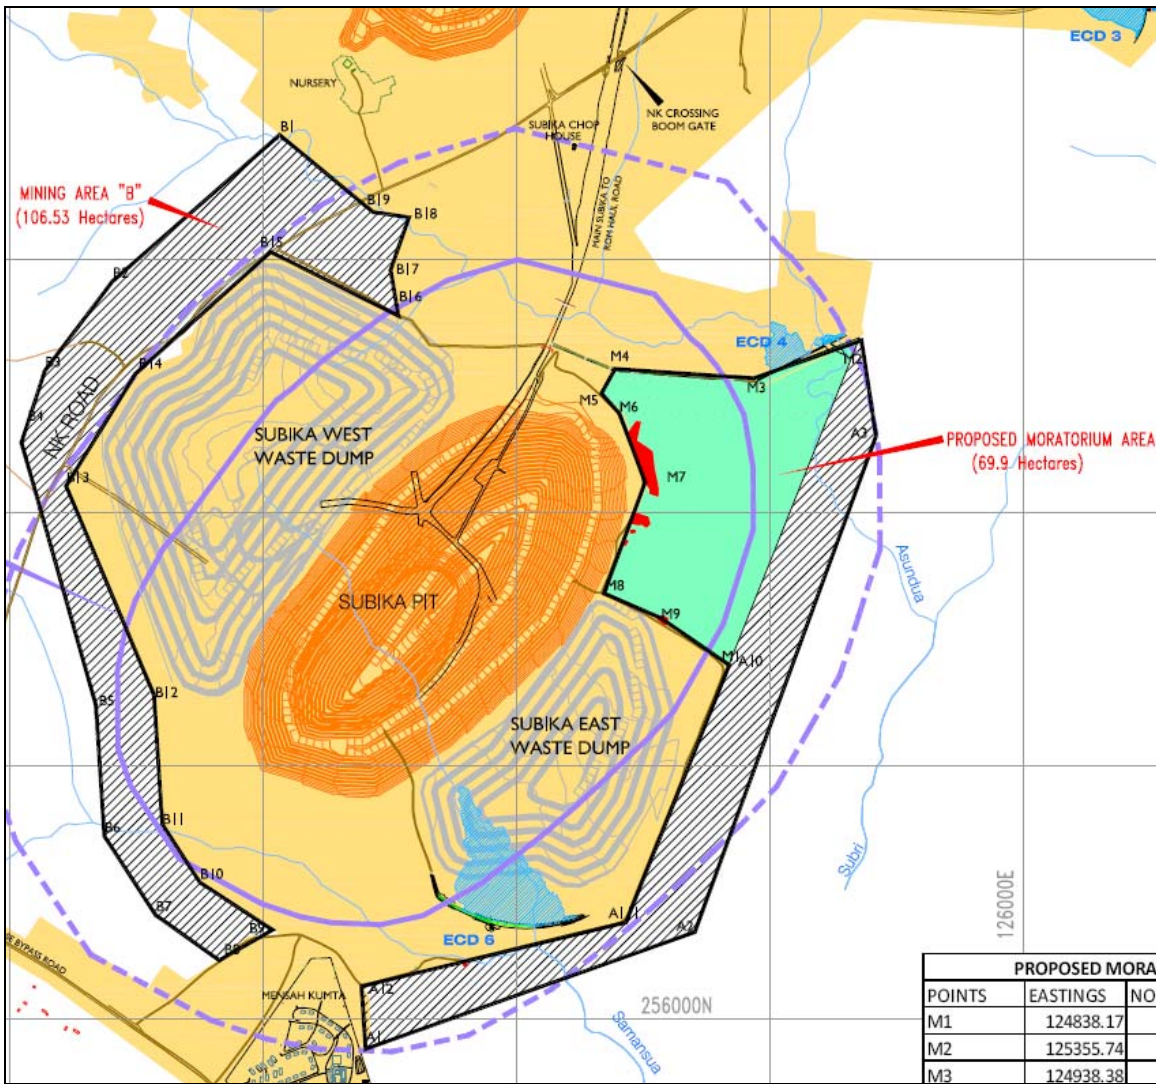 ECD 3
NURSERY
NK CROSSING
BOOM GATE
SUBIKA CHOP
HOUSE
B1
MINING AREA "B"
(106.53 Hectares)
B19
B18
MAIN SUBIKA TO
ROM HAUL ROAD
B15
B2
B17
B16
ECD 4
M2
B3
B14
M4
M3
M5
M6
B4
NK ROAD
SUBIKA WEST
WASTE DUMP
A3
PROPOSED MORATORIUM AREA
(69.9 Hectares)
B13
M7
Asundua
M8
SUBIKA PIT
M9
M1
A10
B5
B12
SUBIKA EAST
WASTE DUMP
B6
B11
Subri
B10
126000E
B7
B9
A11
A2
B8
ECD 6
BYPASS ROAD
A12
MENSAH KUMTA
256000N
A1
Samansua
PROPOSED MORA
POINTS EASTINGS NO
M1 124838.17
M2 125355.74
M3 124938.38